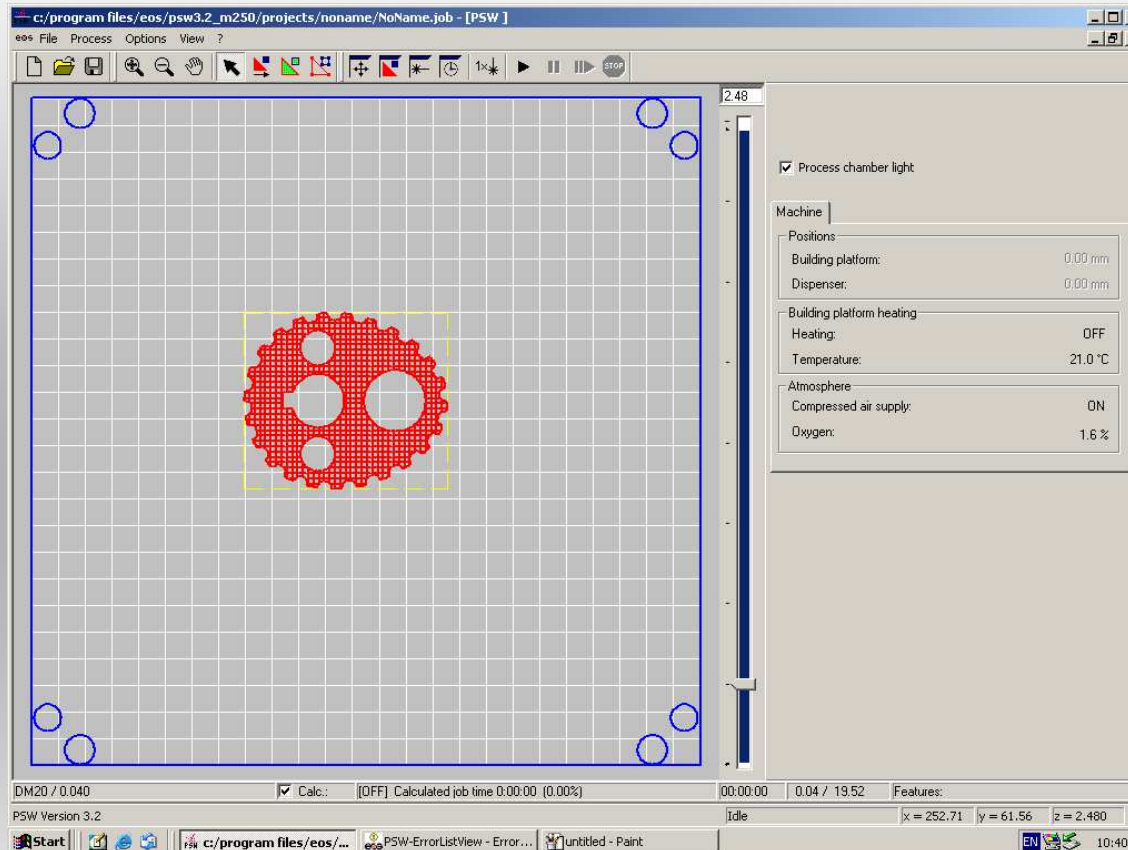 c:/program files/eos/psw3.2_m250/projects/noname/NoName.job - [PSW ]
eos File Process Options View ?
1× STOP
2.48
Process chamber light
Machine
Positions
Building platform: 0.00 mm
Dispenser: 0.00 mm
Building platform heating
Heating: OFF
Temperature: 21.0 °C
Atmosphere
Compressed air supply: ON
Oxygen: 1.6 %
DM20 / 0.040 Calc.: [OFF] Calculated job time 0:00:00 (0.00%) 00:00:00 0.04 / 19.52 Features:
PSW Version 3.2 Idle x = 252.71 y = 61.56 z = 2.480
Start c:/program files/eos/... PSW-ErrorListView - Error... untitled - Paint EN 10:40